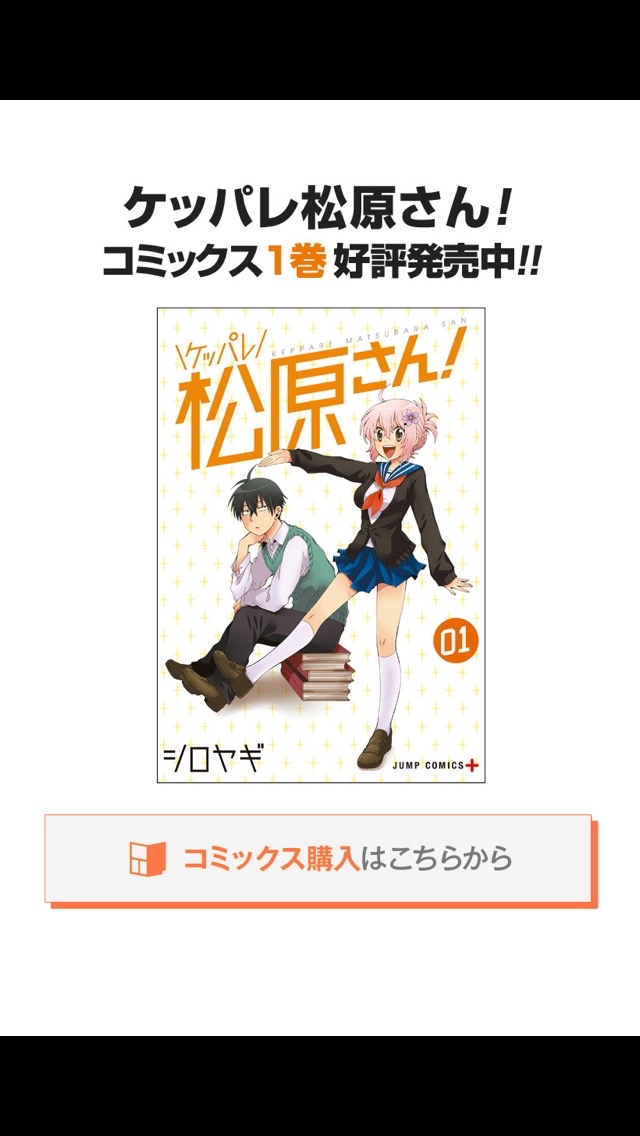 ケッパレ松原さん!
コミックス1巻 好評発売中!!
\ケッパレ/
KEPPARE MATSUBARA SAN
松原さん!
01
シロヤギ
JUMP COMICS+
コミックス購入はこちらから